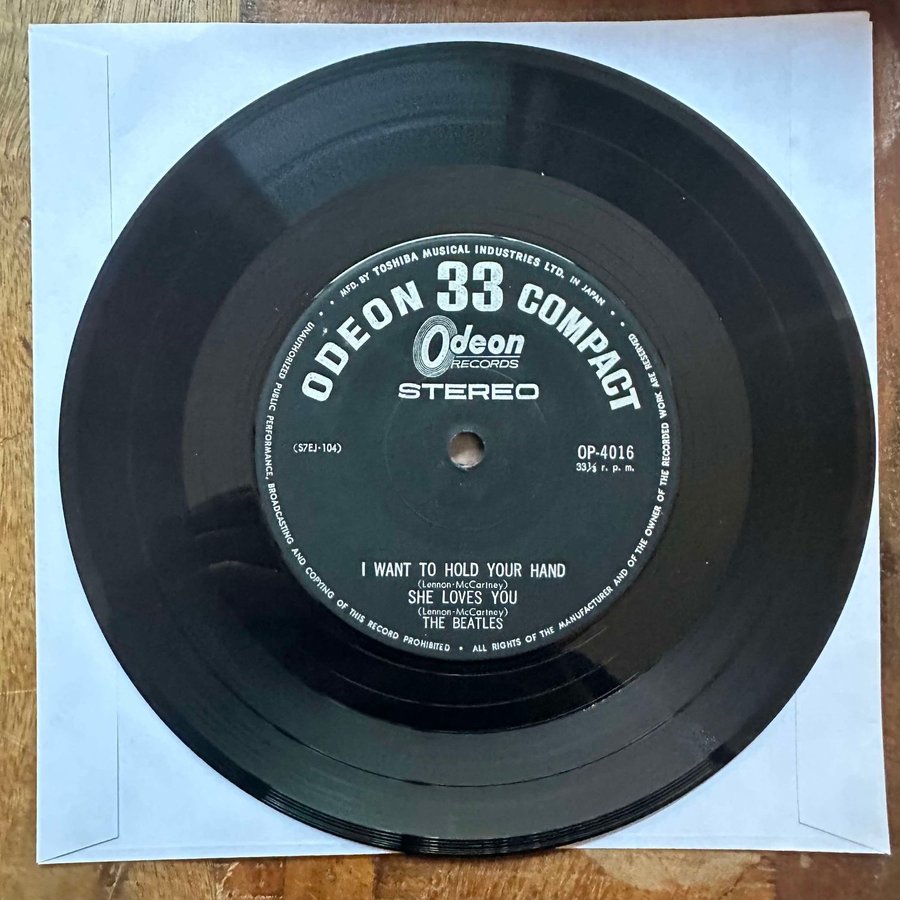 MFD. BY TOSHIBA MUSICAL INDUSTRIES LTD. IN JAPAN
ODEON 33 COMPACT
Odeon
RECORDS
STEREO
(S7EJ-104)
OP-4016
33⅓ r. p. m.
I WANT TO HOLD YOUR HAND
(Lennon-McCartney)
SHE LOVES YOU
(Lennon-McCartney)
THE BEATLES
UNAUTHORIZED PUBLIC PERFORMANCE, BROADCASTING AND COPYING OF THIS RECORD PROHIBITED • ALL RIGHTS OF THE MANUFACTURER AND OF THE OWNER OF THE RECORDED WORK ARE RESERVED